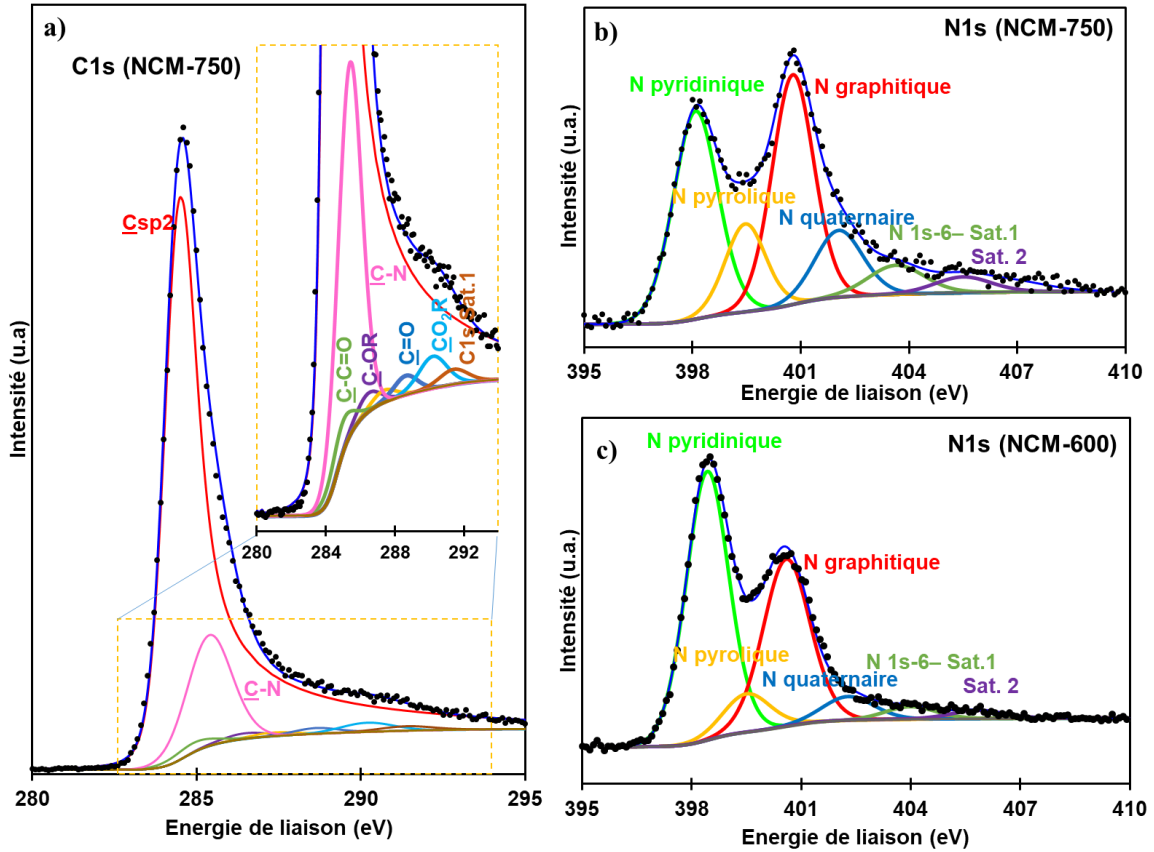 a)
C1s (NCM-750)
Csp2
C-N
C-C=O
C-OR
C=O
CO2R
C1s-Sat.1
280
284
288
292
C-N
Intensité (u.a)
280
285
290
295
Energie de liaison (eV)
b)
N1s (NCM-750)
N pyridinique
N graphitique
N pyrrolique
N quaternaire
N 1s-6– Sat.1
Sat. 2
Intensité (u.a.)
395
398
401
404
407
410
Energie de liaison (eV)
c)
N1s (NCM-600)
N pyridinique
N graphitique
N pyrolique
N quaternaire
N 1s-6– Sat.1
Sat. 2
Intensité (u.a.)
395
398
401
404
407
410
Energie de liaison (eV)